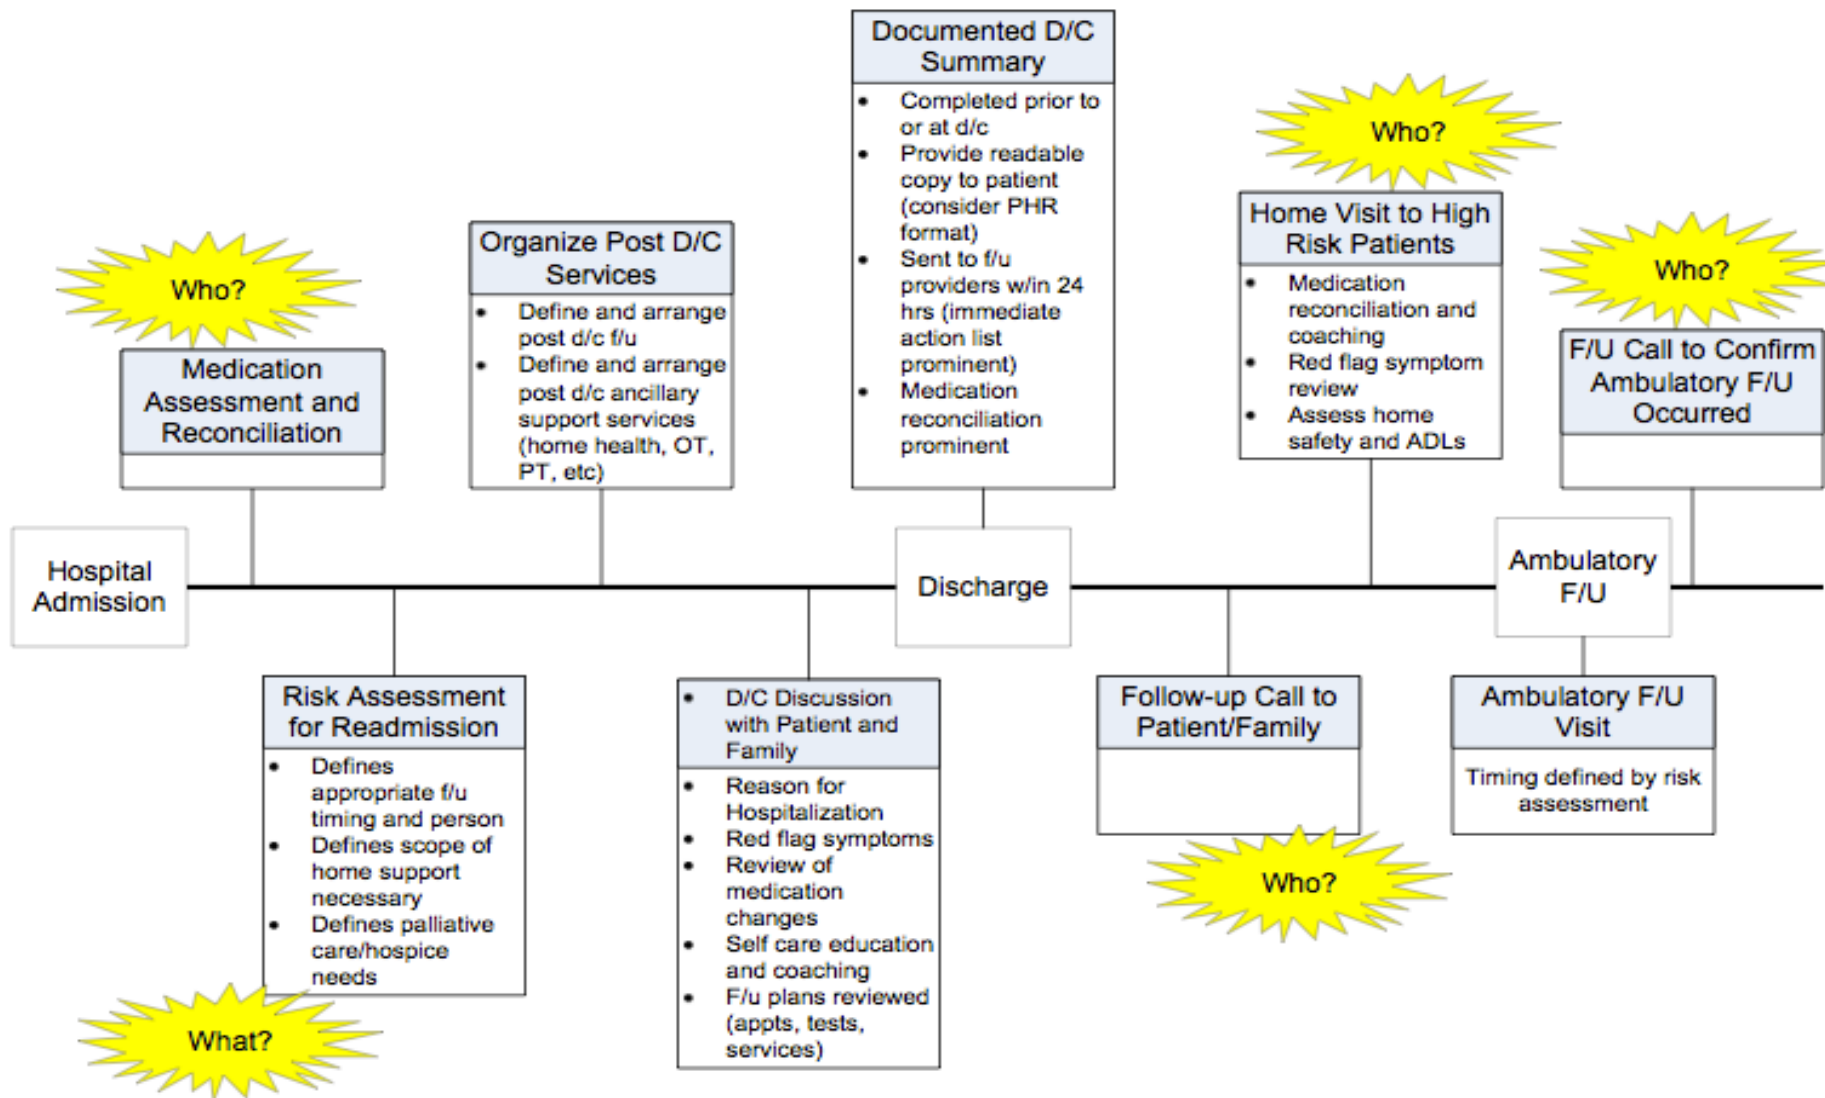 Documented D/C
Summary
• Completed prior to
or at d/c
• Provide readable
copy to patient
(consider PHR
format)
• Sent to f/u
providers w/in 24
hrs (immediate
action list
prominent)
• Medication
reconciliation
prominent
Who?
Home Visit to High
Risk Patients
• Medication
reconciliation and
coaching
• Red flag symptom
review
• Assess home
safety and ADLs
Who?
F/U Call to Confirm
Ambulatory F/U
Occurred
Organize Post D/C
Services
• Define and arrange
post d/c f/u
• Define and arrange
post d/c ancillary
support services
(home health, OT,
PT, etc)
Who?
Medication
Assessment and
Reconciliation
Hospital
Admission
Discharge
Ambulatory
F/U
Risk Assessment
for Readmission
• Defines
appropriate f/u
timing and person
• Defines scope of
home support
necessary
• Defines palliative
care/hospice
needs
What?
• D/C Discussion
with Patient and
Family
• Reason for
Hospitalization
• Red flag symptoms
• Review of
medication
changes
• Self care education
and coaching
• F/u plans reviewed
(appts, tests,
services)
Follow-up Call to
Patient/Family
Who?
Ambulatory F/U
Visit
Timing defined by risk
assessment